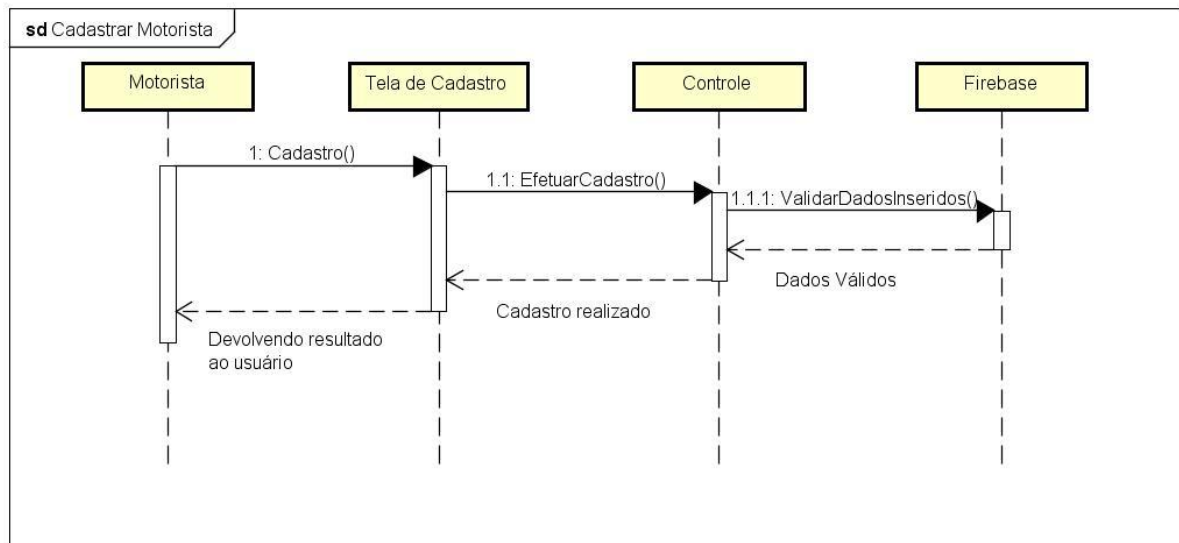 sd Cadastrar Motorista
Motorista
Tela de Cadastro
Controle
Firebase
1: Cadastro()
1.1: EfetuarCadastro()
1.1.1: ValidarDadosInseridos()
Dados Válidos
Cadastro realizado
Devolvendo resultado
ao usuário